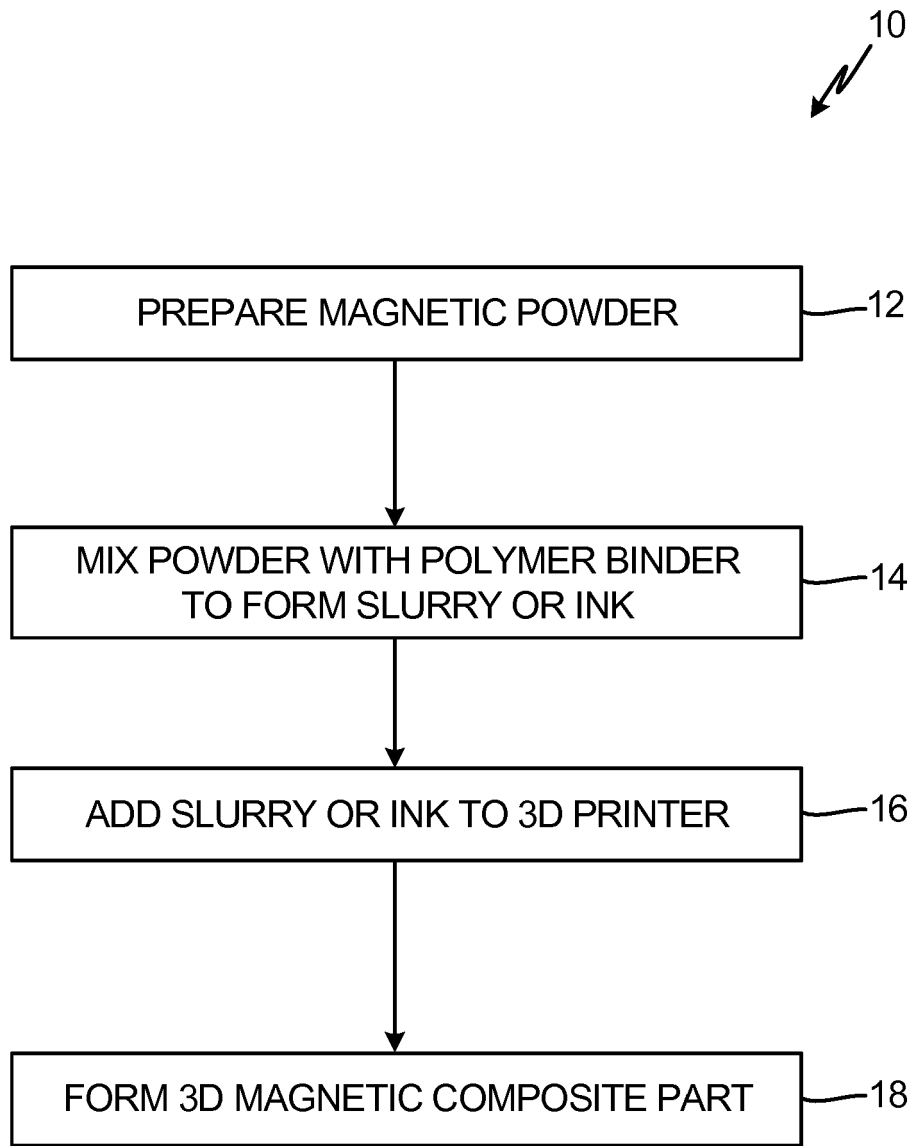 10
PREPARE MAGNETIC POWDER
12
MIX POWDER WITH POLYMER BINDER
TO FORM SLURRY OR INK
14
ADD SLURRY OR INK TO 3D PRINTER
16
FORM 3D MAGNETIC COMPOSITE PART
18